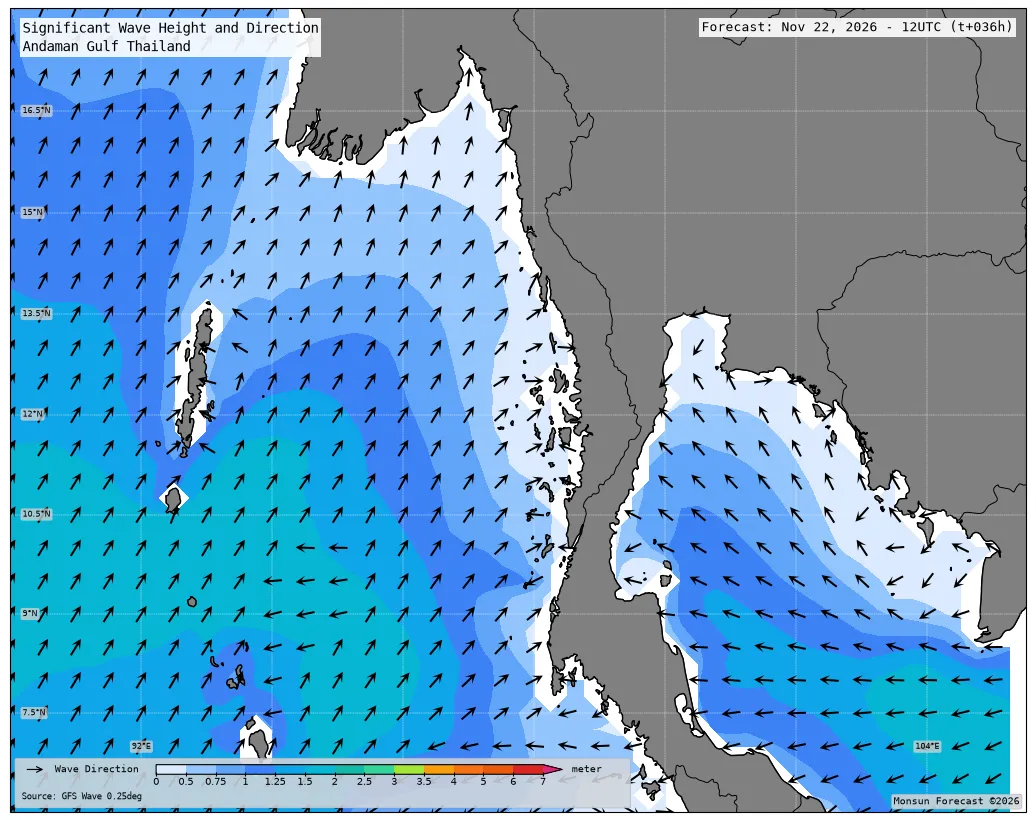 Significant Wave Height and Direction
Andaman Gulf Thailand
Forecast: Nov 22, 2026 - 12UTC (t+036h)
16.5°N
15°N
13.5°N
12°N
10.5°N
9°N
7.5°N
92°E
104°E
Wave Direction
meter
0.5 0.75 1 1.25 1.5 2 2.5 3 3.5 4 5 6 7
Source: GFS Wave 0.25deg
Monsun Forecast ©2026